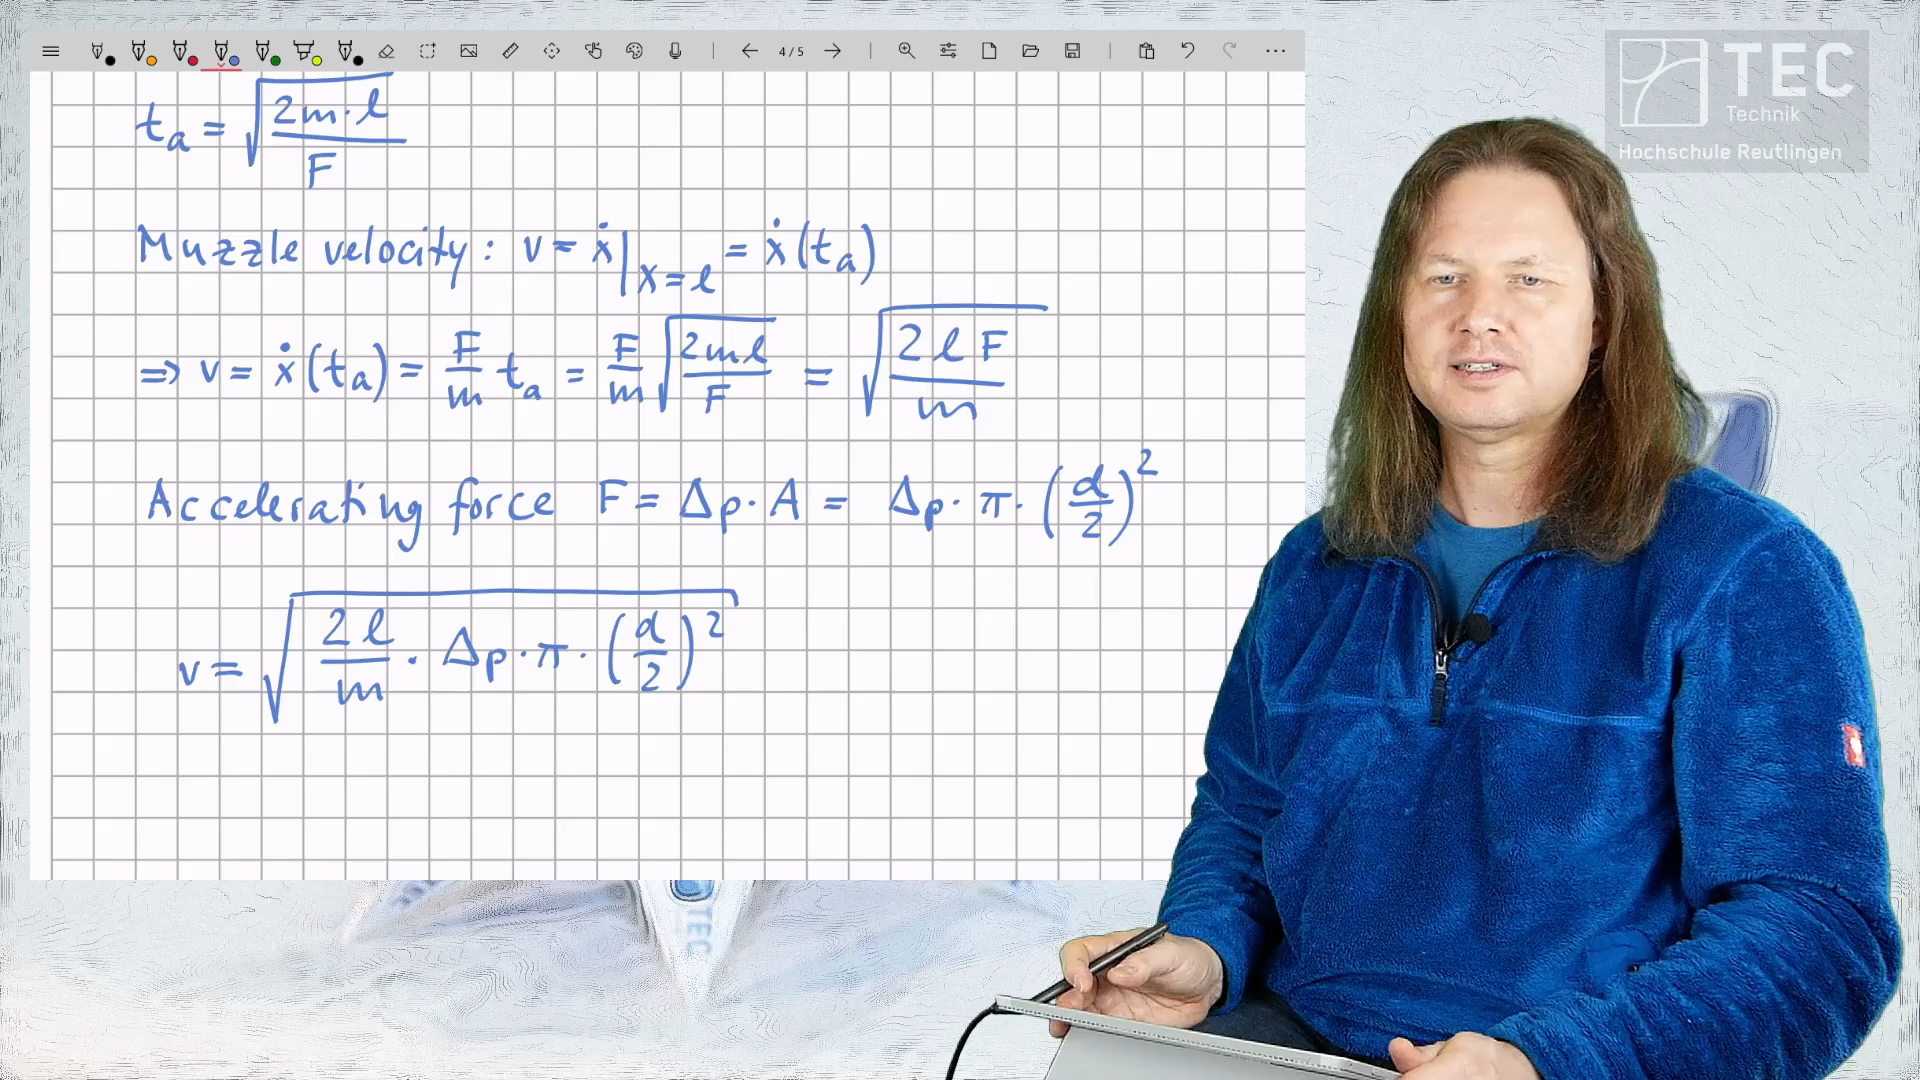 4 / 5
t_a = √(2m·l / F)
Muzzle velocity: v = ẋ|_{x=l} = ẋ(t_a)
⇒ v = ẋ(t_a) = F/m t_a = F/m √(2ml / F) = √(2lF / m)
Accelerating force F = Δp·A = Δp·π·(d/2)²
v = √(2l/m · Δp·π·(d/2)²)
TEC
Technik
Hochschule Reutlingen
TEC